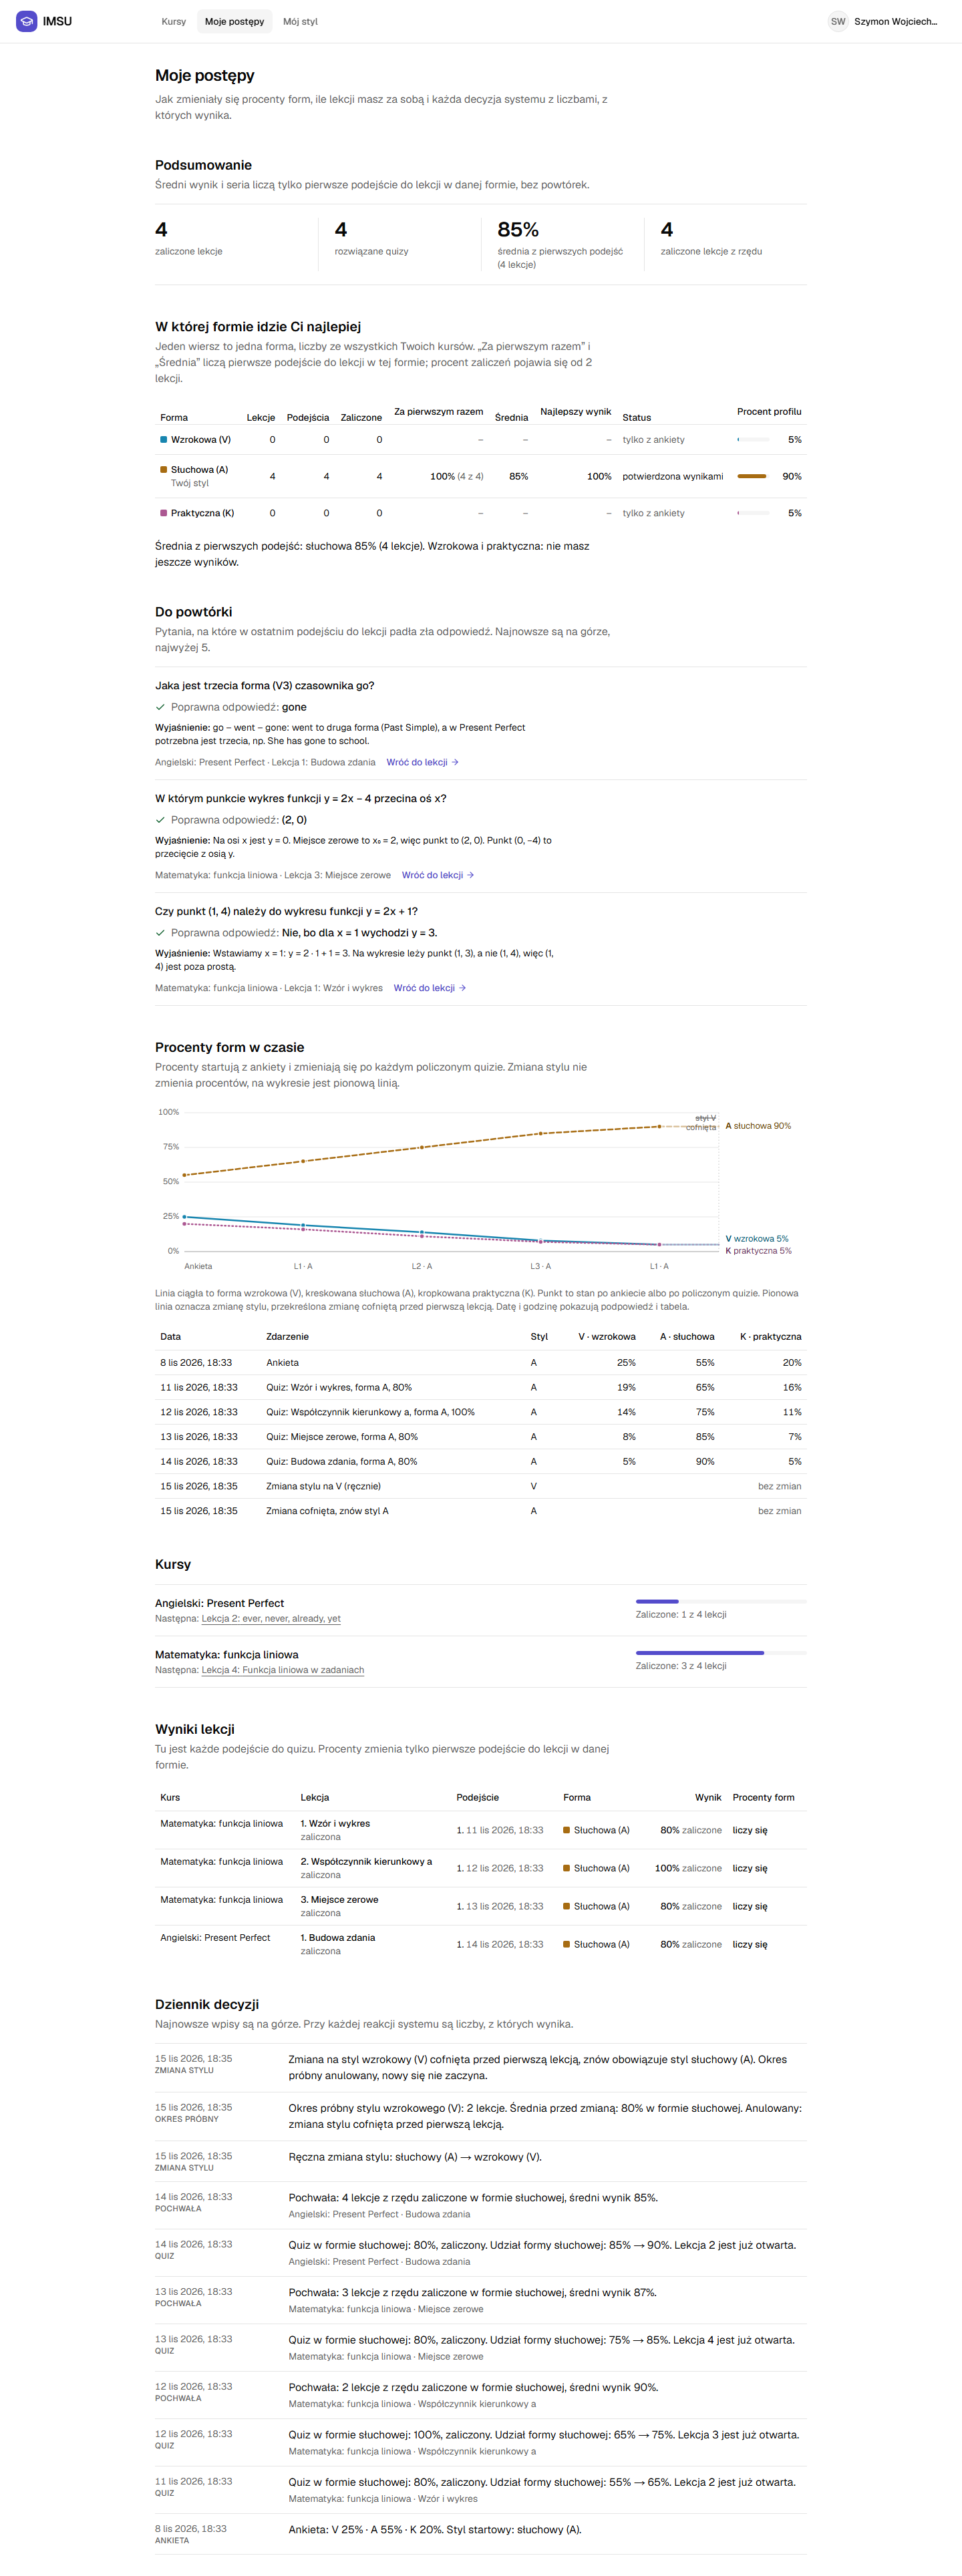 IMSU
Kursy
Moje postępy
Mój styl
SW
Szymon Wojciech...
Moje postępy
Jak zmieniały się procenty form, ile lekcji masz za sobą i każda decyzja systemu z liczbami, z
których wynika.
Podsumowanie
Średni wynik i seria liczą tylko pierwsze podejście do lekcji w danej formie, bez powtórek.
4
zaliczone lekcje
4
rozwiązane quizy
85%
średnia z pierwszych podejść
(4 lekcje)
4
zaliczone lekcje z rzędu
W której formie idzie Ci najlepiej
Jeden wiersz to jedna forma, liczby ze wszystkich Twoich kursów. „Za pierwszym razem” i
„Średnia” liczą pierwsze podejście do lekcji w tej formie; procent zaliczeń pojawia się od 2
lekcji.
Forma Lekcje Podejścia Zaliczone Za pierwszym razem Średnia Najlepszy wynik Status Procent profilu
Wzrokowa (V) 0 0 0 – – – tylko z ankiety 5%
Słuchowa (A) 4 4 4 100% (4 z 4) 85% 100% potwierdzona wynikami 90%
Twój styl
Praktyczna (K) 0 0 0 – – – tylko z ankiety 5%
Średnia z pierwszych podejść: słuchowa 85% (4 lekcje). Wzrokowa i praktyczna: nie masz
jeszcze wyników.
Do powtórki
Pytania, na które w ostatnim podejściu do lekcji padła zła odpowiedź. Najnowsze są na górze,
najwyżej 5.
Jaka jest trzecia forma (V3) czasownika go?
Poprawna odpowiedź: gone
Wyjaśnienie: go – went – gone: went to druga forma (Past Simple), a w Present Perfect
potrzebna jest trzecia, np. She has gone to school.
Angielski: Present Perfect · Lekcja 1: Budowa zdania Wróć do lekcji →
W którym punkcie wykres funkcji y = 2x − 4 przecina oś x?
Poprawna odpowiedź: (2, 0)
Wyjaśnienie: Na osi x jest y = 0. Miejsce zerowe to x₀ = 2, więc punkt to (2, 0). Punkt (0, −4) to
przecięcie z osią y.
Matematyka: funkcja liniowa · Lekcja 3: Miejsce zerowe Wróć do lekcji →
Czy punkt (1, 4) należy do wykresu funkcji y = 2x + 1?
Poprawna odpowiedź: Nie, bo dla x = 1 wychodzi y = 3.
Wyjaśnienie: Wstawiamy x = 1: y = 2 · 1 + 1 = 3. Na wykresie leży punkt (1, 3), a nie (1, 4), więc (1,
4) jest poza prostą.
Matematyka: funkcja liniowa · Lekcja 1: Wzór i wykres Wróć do lekcji →
Procenty form w czasie
Procenty startują z ankiety i zmieniają się po każdym policzonym quizie. Zmiana stylu nie
zmienia procentów, na wykresie jest pionową linią.
100%
75%
50%
25%
0%
styl V
cofnięta
A słuchowa 90%
V wzrokowa 5%
K praktyczna 5%
Ankieta L1 · A L2 · A L3 · A L1 · A
Linia ciągła to forma wzrokowa (V), kreskowana słuchowa (A), kropkowana praktyczna (K). Punkt to stan po ankiecie albo po policzonym quizie. Pionowa
linia oznacza zmianę stylu, przekreślona zmianę cofniętą przed pierwszą lekcją. Datę i godzinę pokazują podpowiedź i tabela.
Data Zdarzenie Styl V · wzrokowa A · słuchowa K · praktyczna
8 lis 2026, 18:33 Ankieta A 25% 55% 20%
11 lis 2026, 18:33 Quiz: Wzór i wykres, forma A, 80% A 19% 65% 16%
12 lis 2026, 18:33 Quiz: Współczynnik kierunkowy a, forma A, 100% A 14% 75% 11%
13 lis 2026, 18:33 Quiz: Miejsce zerowe, forma A, 80% A 8% 85% 7%
14 lis 2026, 18:33 Quiz: Budowa zdania, forma A, 80% A 5% 90% 5%
15 lis 2026, 18:35 Zmiana stylu na V (ręcznie) V bez zmian
15 lis 2026, 18:35 Zmiana cofnięta, znów styl A A bez zmian
Kursy
Angielski: Present Perfect
Następna: Lekcja 2: ever, never, already, yet
Zaliczone: 1 z 4 lekcji
Matematyka: funkcja liniowa
Następna: Lekcja 4: Funkcja liniowa w zadaniach
Zaliczone: 3 z 4 lekcji
Wyniki lekcji
Tu jest każde podejście do quizu. Procenty zmienia tylko pierwsze podejście do lekcji w danej
formie.
Kurs Lekcja Podejście Forma Wynik Procenty form
Matematyka: funkcja liniowa 1. Wzór i wykres 1. 11 lis 2026, 18:33 Słuchowa (A) 80% zaliczone liczy się
zaliczona
Matematyka: funkcja liniowa 2. Współczynnik kierunkowy a 1. 12 lis 2026, 18:33 Słuchowa (A) 100% zaliczone liczy się
zaliczona
Matematyka: funkcja liniowa 3. Miejsce zerowe 1. 13 lis 2026, 18:33 Słuchowa (A) 80% zaliczone liczy się
zaliczona
Angielski: Present Perfect 1. Budowa zdania 1. 14 lis 2026, 18:33 Słuchowa (A) 80% zaliczone liczy się
zaliczona
Dziennik decyzji
Najnowsze wpisy są na górze. Przy każdej reakcji systemu są liczby, z których wynika.
15 lis 2026, 18:35
ZMIANA STYLU
Zmiana na styl wzrokowy (V) cofnięta przed pierwszą lekcją, znów obowiązuje styl słuchowy (A). Okres
próbny anulowany, nowy się nie zaczyna.
15 lis 2026, 18:35
OKRES PRÓBNY
Okres próbny stylu wzrokowego (V): 2 lekcje. Średnia przed zmianą: 80% w formie słuchowej. Anulowany:
zmiana stylu cofnięta przed pierwszą lekcją.
15 lis 2026, 18:35
ZMIANA STYLU
Ręczna zmiana stylu: słuchowy (A) → wzrokowy (V).
14 lis 2026, 18:33
POCHWAŁA
Pochwała: 4 lekcje z rzędu zaliczone w formie słuchowej, średni wynik 85%.
Angielski: Present Perfect · Budowa zdania
14 lis 2026, 18:33
QUIZ
Quiz w formie słuchowej: 80%, zaliczony. Udział formy słuchowej: 85% → 90%. Lekcja 2 jest już otwarta.
Angielski: Present Perfect · Budowa zdania
13 lis 2026, 18:33
POCHWAŁA
Pochwała: 3 lekcje z rzędu zaliczone w formie słuchowej, średni wynik 87%.
Matematyka: funkcja liniowa · Miejsce zerowe
13 lis 2026, 18:33
QUIZ
Quiz w formie słuchowej: 80%, zaliczony. Udział formy słuchowej: 75% → 85%. Lekcja 4 jest już otwarta.
Matematyka: funkcja liniowa · Miejsce zerowe
12 lis 2026, 18:33
POCHWAŁA
Pochwała: 2 lekcje z rzędu zaliczone w formie słuchowej, średni wynik 90%.
Matematyka: funkcja liniowa · Współczynnik kierunkowy a
12 lis 2026, 18:33
QUIZ
Quiz w formie słuchowej: 100%, zaliczony. Udział formy słuchowej: 65% → 75%. Lekcja 3 jest już otwarta.
Matematyka: funkcja liniowa · Współczynnik kierunkowy a
11 lis 2026, 18:33
QUIZ
Quiz w formie słuchowej: 80%, zaliczony. Udział formy słuchowej: 55% → 65%. Lekcja 2 jest już otwarta.
Matematyka: funkcja liniowa · Wzór i wykres
8 lis 2026, 18:33
ANKIETA
Ankieta: V 25% · A 55% · K 20%. Styl startowy: słuchowy (A).